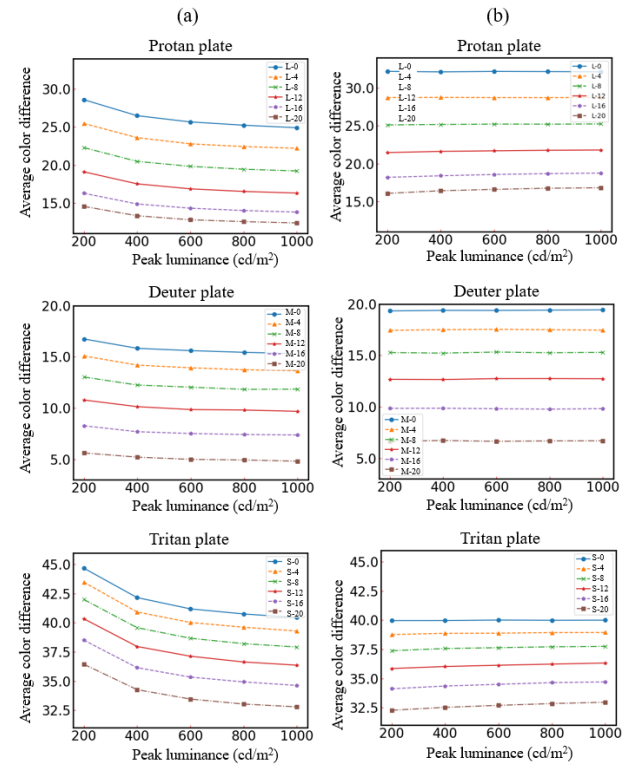 (a)
(b)
Protan plate
Protan plate
Average color difference
30.0
25.0
20.0
15.0
L-0
L-4
L-8
L-12
L-16
L-20
200 400 600 800 1000
Peak luminance (cd/m²)
Average color difference
30.0
25.0
20.0
15.0
L-0
L-4
L-8
L-12
L-16
L-20
L-0
L-4
L-8
L-12
L-16
L-20
200 400 600 800 1000
Peak luminance (cd/m²)
Deuter plate
Deuter plate
Average color difference
20.0
15.0
10.0
5.0
M-0
M-4
M-8
M-12
M-16
M-20
200 400 600 800 1000
Peak luminance (cd/m²)
Average color difference
20.0
15.0
10.0
5.0
M-0
M-4
M-8
M-12
M-16
M-20
200 400 600 800 1000
Peak luminance (cd/m²)
Tritan plate
Tritan plate
Average color difference
45.0
42.5
40.0
37.5
35.0
32.5
S-0
S-4
S-8
S-12
S-16
S-20
200 400 600 800 1000
Peak luminance (cd/m²)
Average color difference
45.0
42.5
40.0
37.5
35.0
32.5
S-0
S-4
S-8
S-12
S-16
S-20
200 400 600 800 1000
Peak luminance (cd/m²)